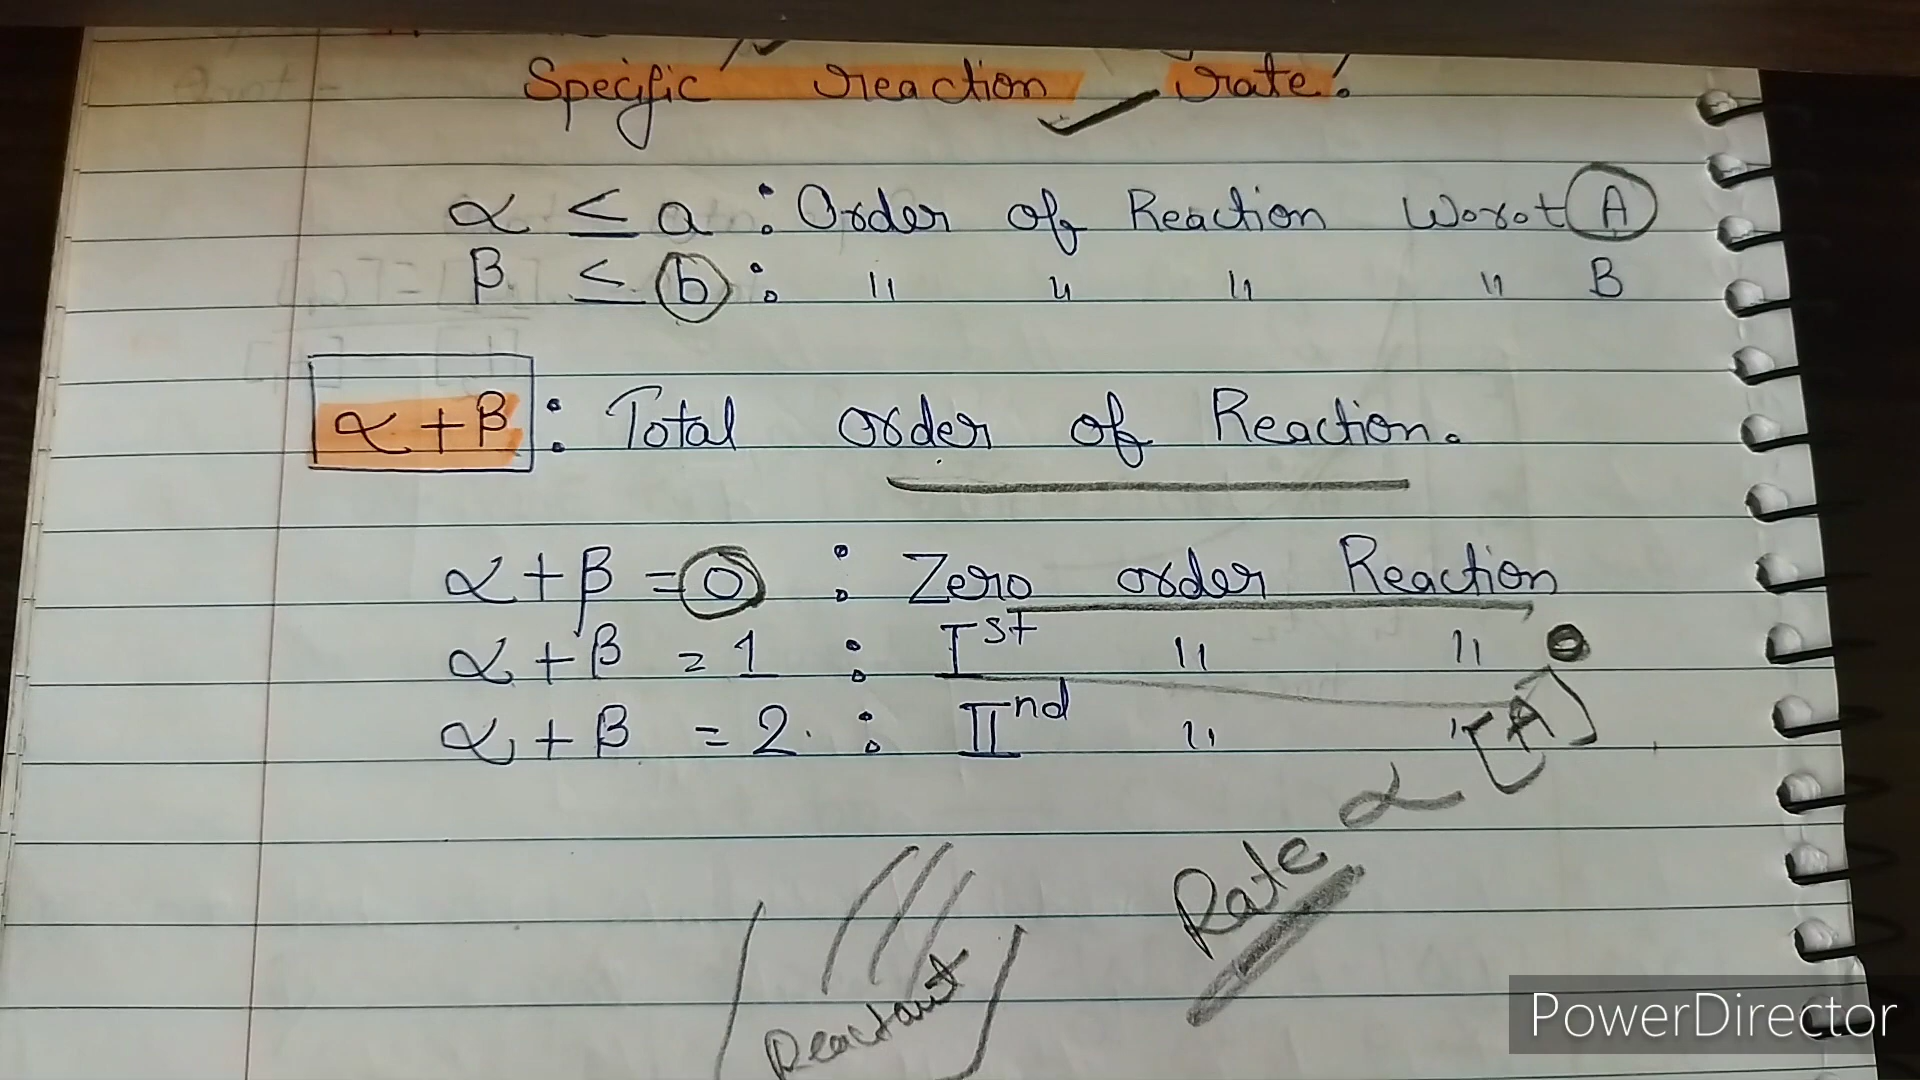 Specific reaction rate.
α ≤ a : Order of Reaction w.r.t A
β ≤ b : " " " " B
α + β : Total order of Reaction.
α + β = 0 : Zero order Reaction
α + β = 1 : Ist " "
α + β = 2 : IInd " "
Rate α [A]0
[Reactant
PowerDirector